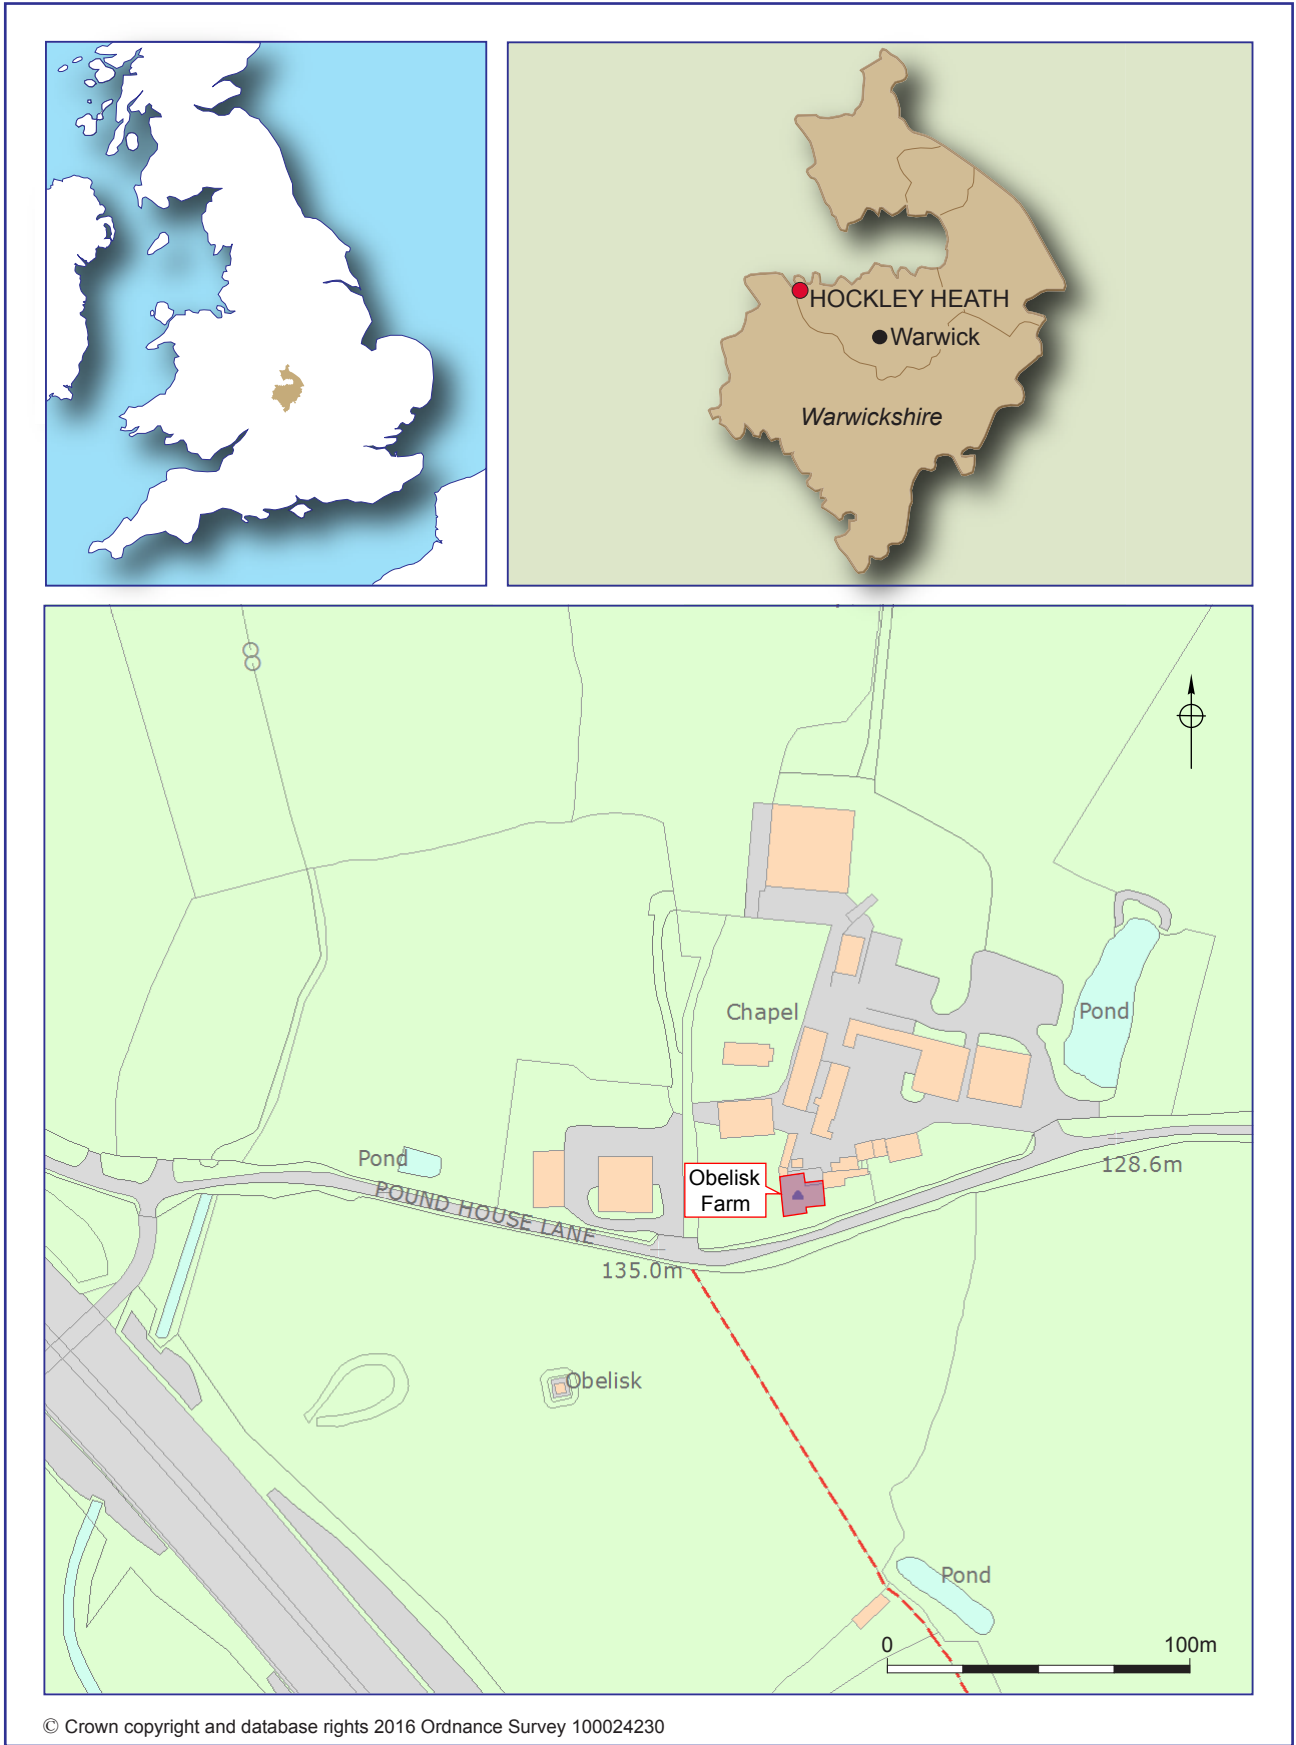 HOCKLEY HEATH
Warwick
Warwickshire
Chapel
Pond
Pond
128.6m
Obelisk
Farm
POUND HOUSE LANE
135.0m
Obelisk
Pond
0 100m
© Crown copyright and database rights 2016 Ordnance Survey 100024230